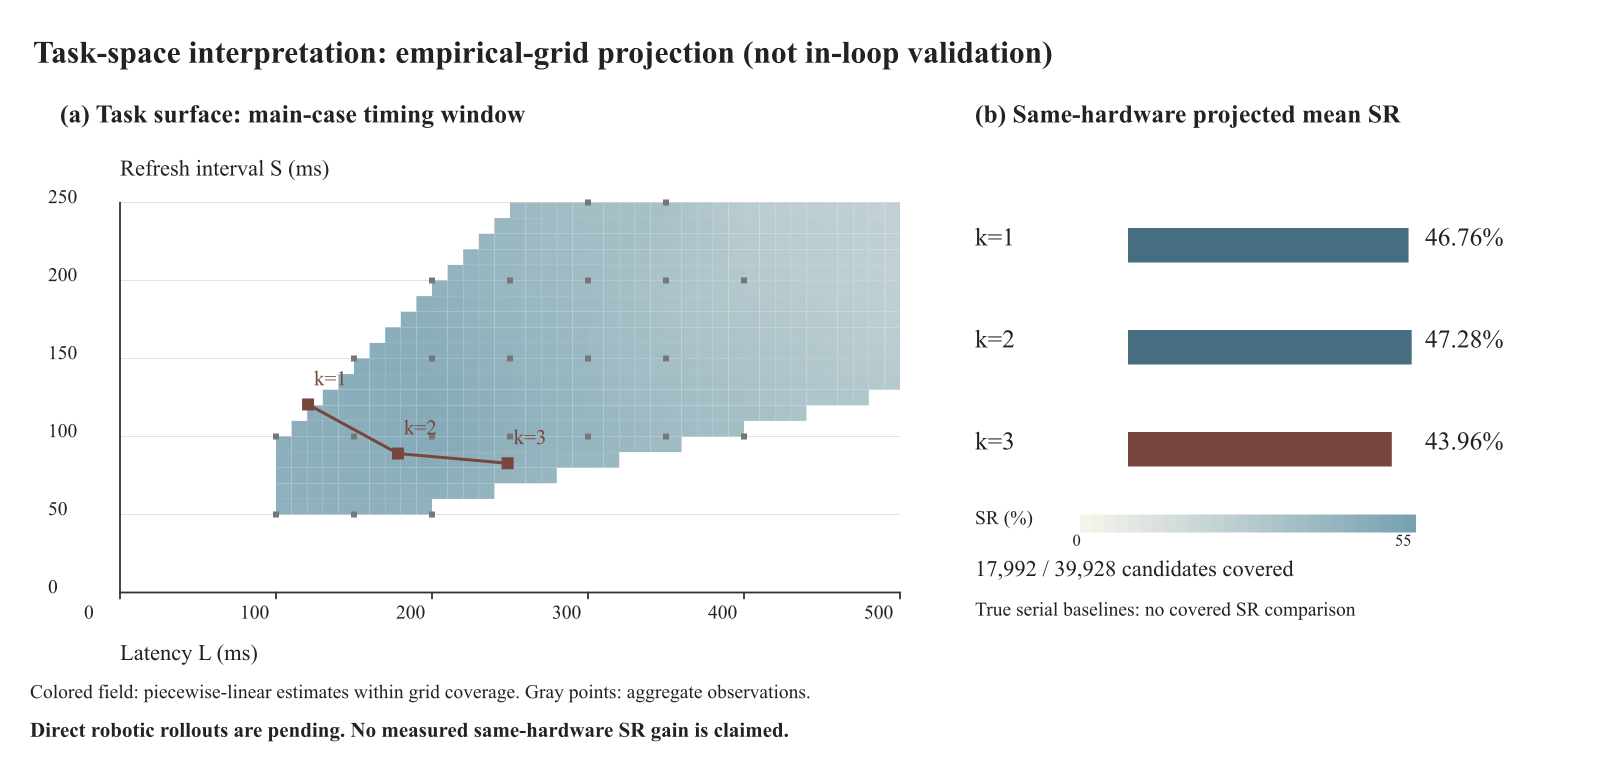 Task-space interpretation: empirical-grid projection (not in-loop validation)
(a) Task surface: main-case timing window
Refresh interval S (ms)
250
200
150
100
50
0
k=1
k=2
k=3
0
100
200
300
400
500
Latency L (ms)
(b) Same-hardware projected mean SR
k=1 46.76%
k=2 47.28%
k=3 43.96%
SR (%)
0 55
17,992 / 39,928 candidates covered
True serial baselines: no covered SR comparison
Colored field: piecewise-linear estimates within grid coverage. Gray points: aggregate observations.
Direct robotic rollouts are pending. No measured same-hardware SR gain is claimed.